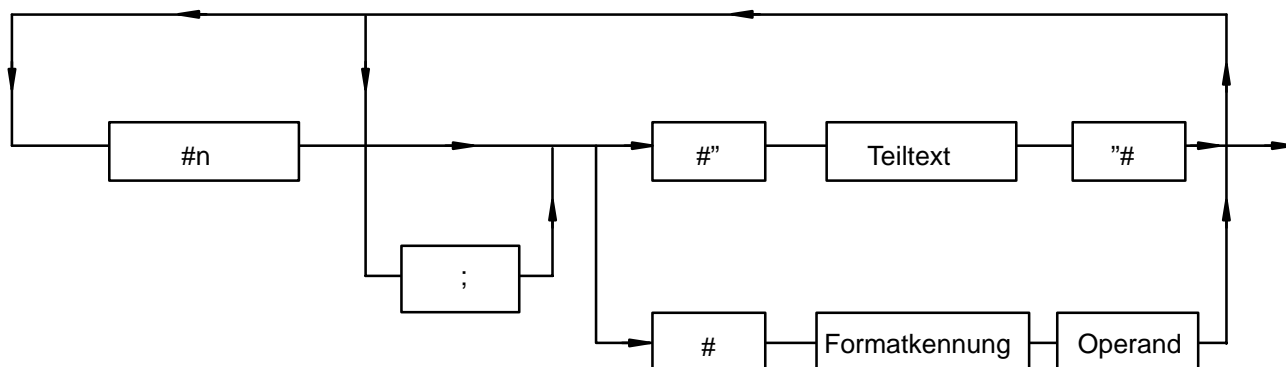 #n
#” Teiltext ”#
;
# Formatkennung Operand